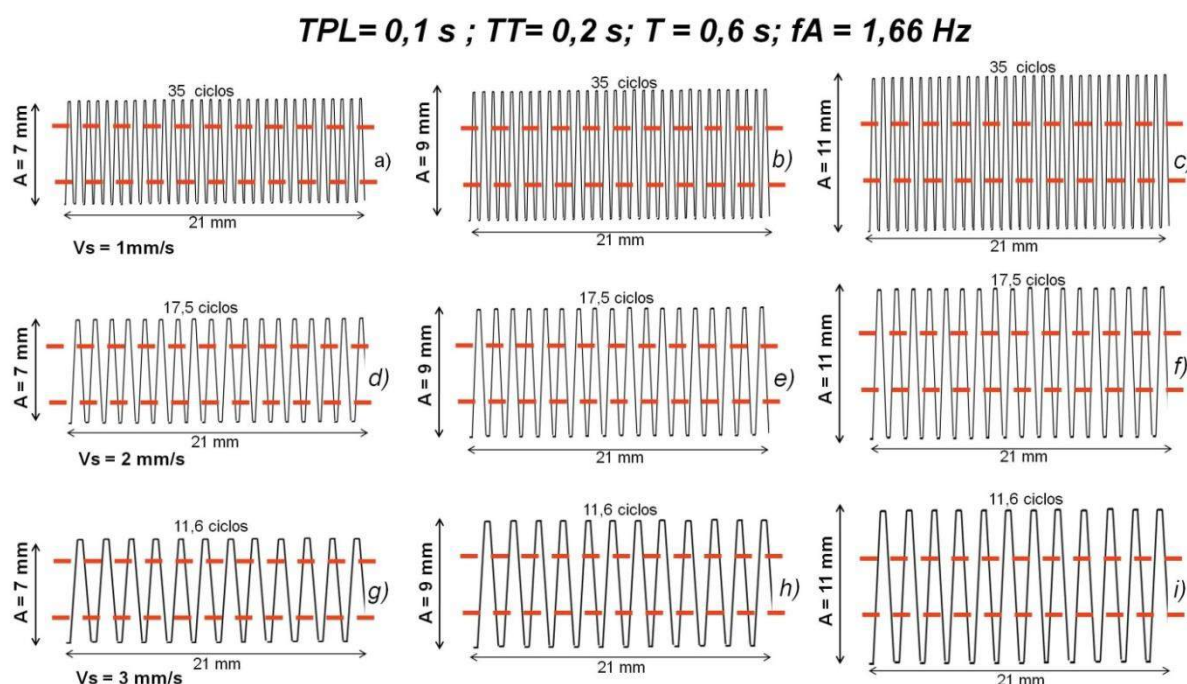 TPL= 0,1 s ; TT= 0,2 s; T = 0,6 s; fA = 1,66 Hz
35 ciclos
A = 7 mm
a)
21 mm
Vs = 1mm/s
35 ciclos
A = 9 mm
b)
21 mm
35 ciclos
A = 11 mm
c)
21 mm
17,5 ciclos
A = 7 mm
d)
21 mm
Vs = 2 mm/s
17,5 ciclos
A = 9 mm
e)
21 mm
17,5 ciclos
A = 11 mm
f)
21 mm
11,6 ciclos
A = 7 mm
g)
21 mm
Vs = 3 mm/s
11,6 ciclos
A = 9 mm
h)
21 mm
11,6 ciclos
A = 11 mm
i)
21 mm